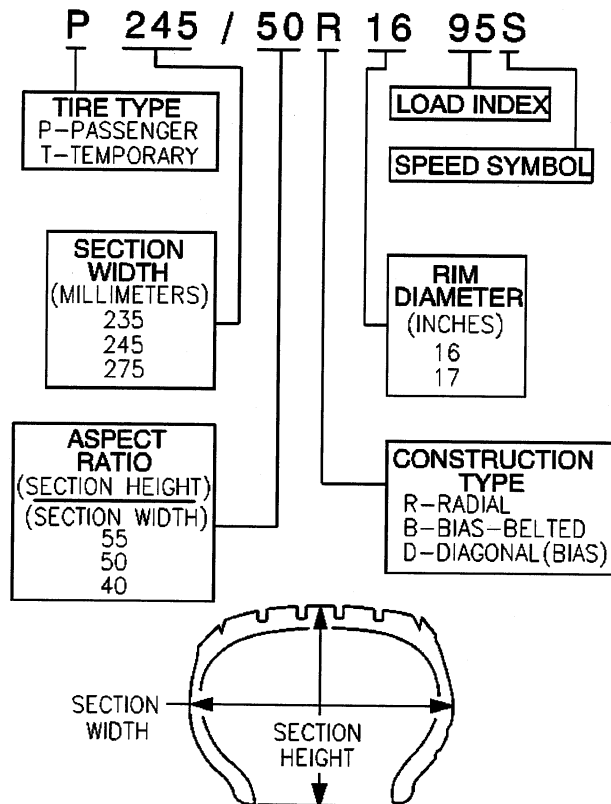 P 245 / 50 R 16 95S
TIRE TYPE
P-PASSENGER
T-TEMPORARY
LOAD INDEX
SPEED SYMBOL
SECTION
WIDTH
(MILLIMETERS)
235
245
275
RIM
DIAMETER
(INCHES)
16
17
ASPECT
RATIO
(SECTION HEIGHT)
(SECTION WIDTH)
55
50
40
CONSTRUCTION
TYPE
R-RADIAL
B-BIAS-BELTED
D-DIAGONAL(BIAS)
SECTION
WIDTH
SECTION
HEIGHT